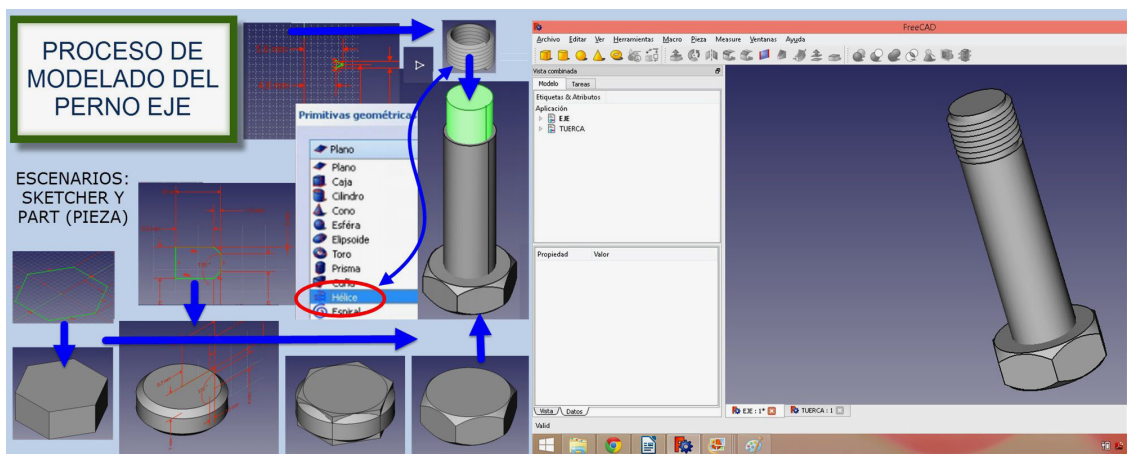 PROCESO DE
MODELADO DEL
PERNO EJE
ESCENARIOS:
SKETCHER Y
PART (PIEZA)
Primitivas geométricas
Plano
Plano
Caja
Cilindro
Cono
Esféra
Elipsoide
Toro
Prisma
Cuña
Hélice
Espiral
FreeCAD
Archivo Editar Ver Herramientas Macro Pieza Measure Ventanas Ayuda
Vista combinada
Modelo Tareas
Etiquetas & Atributos
Aplicación
EJE
TUERCA
Propiedad Valor
Vista Datos
EJE : 1* TUERCA : 1
Valid